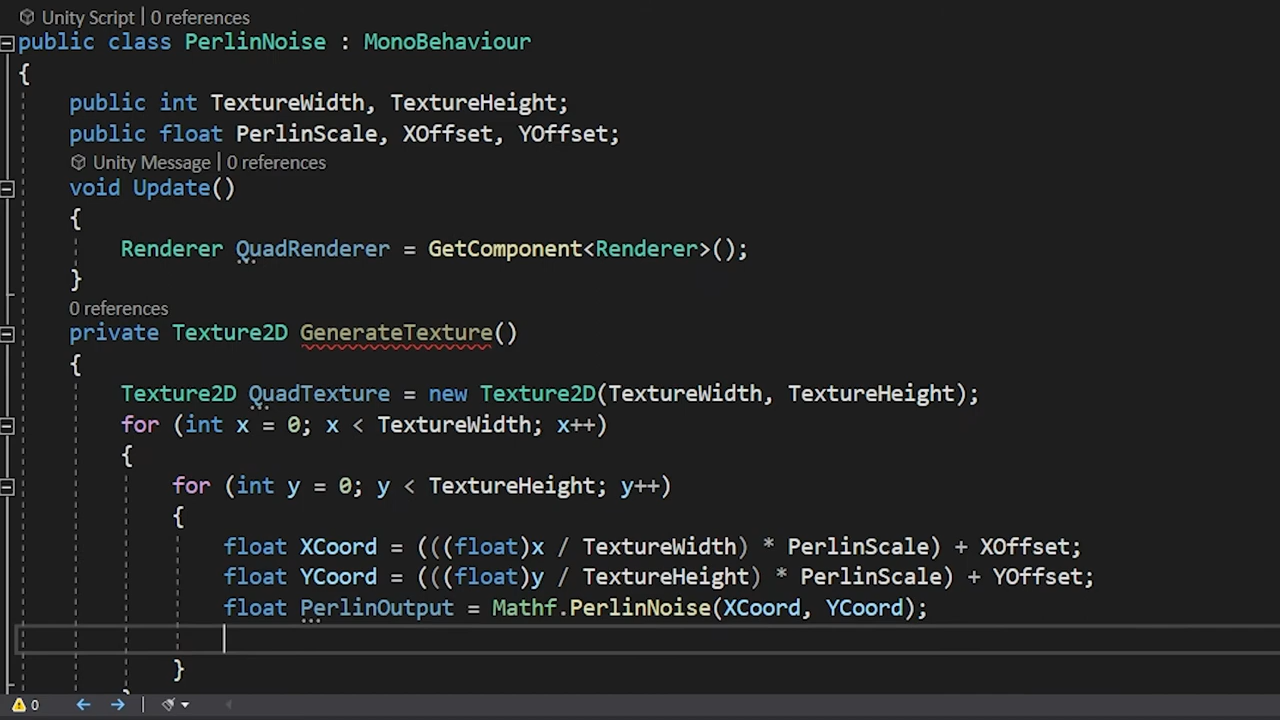 Unity Script | 0 references
public class PerlinNoise : MonoBehaviour
{
public int TextureWidth, TextureHeight;
public float PerlinScale, XOffset, YOffset;
Unity Message | 0 references
void Update()
{
Renderer QuadRenderer = GetComponent<Renderer>();
}
0 references
private Texture2D GenerateTexture()
{
Texture2D QuadTexture = new Texture2D(TextureWidth, TextureHeight);
for (int x = 0; x < TextureWidth; x++)
{
for (int y = 0; y < TextureHeight; y++)
{
float XCoord = (((float)x / TextureWidth) * PerlinScale) + XOffset;
float YCoord = (((float)y / TextureHeight) * PerlinScale) + YOffset;
float PerlinOutput = Mathf.PerlinNoise(XCoord, YCoord);
}
0